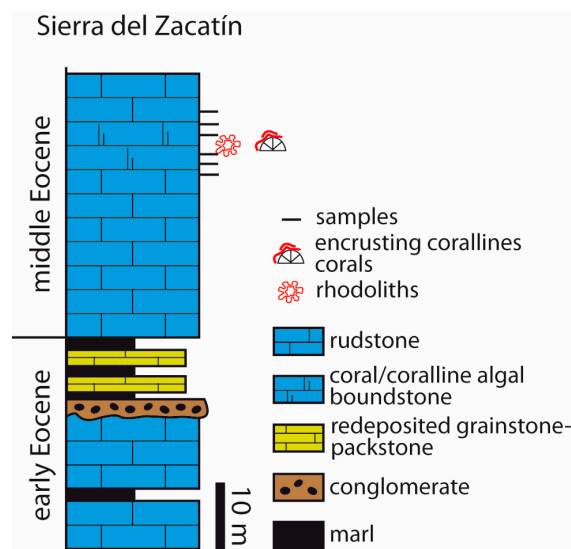 Sierra del Zacatín
middle Eocene
early Eocene
samples
encrusting corallines
corals
rhodoliths
rudstone
coral/coralline algal
boundstone
redeposited grainstone-
packstone
conglomerate
marl
10 m